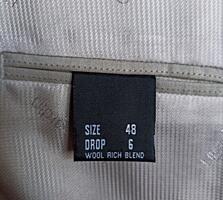 SIZE 48
DROP 6
WOOL RICH BLEND